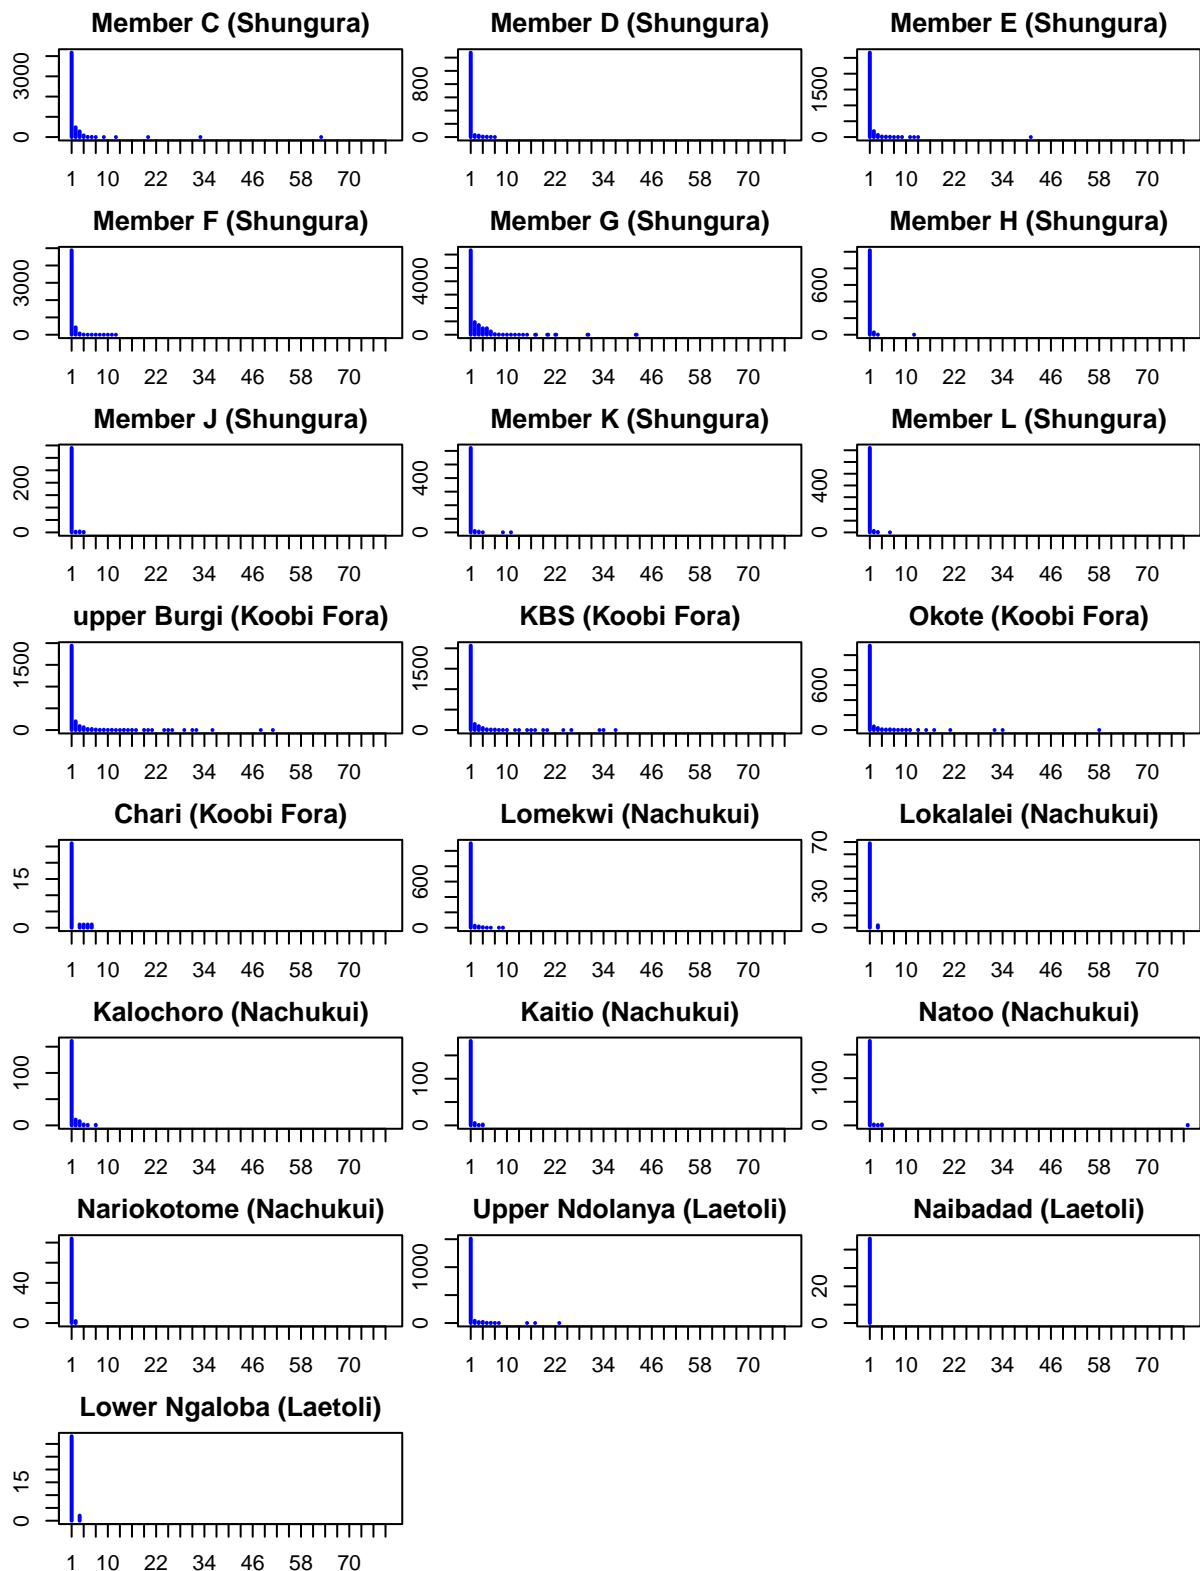 Member C (Shungura) Member D (Shungura) Member E (Shungura)
0 3000 0 800 0 1500
1 10 22 34 46 58 70 1 10 22 34 46 58 70 1 10 22 34 46 58 70
Member F (Shungura) Member G (Shungura) Member H (Shungura)
0 3000 0 4000 0 600
1 10 22 34 46 58 70 1 10 22 34 46 58 70 1 10 22 34 46 58 70
Member J (Shungura) Member K (Shungura) Member L (Shungura)
0 200 0 400 0 400
1 10 22 34 46 58 70 1 10 22 34 46 58 70 1 10 22 34 46 58 70
upper Burgi (Koobi Fora) KBS (Koobi Fora) Okote (Koobi Fora)
0 1500 0 1500 0 600
1 10 22 34 46 58 70 1 10 22 34 46 58 70 1 10 22 34 46 58 70
Chari (Koobi Fora) Lomekwi (Nachukui) Lokalalei (Nachukui)
0 15 0 600 0 30 70
1 10 22 34 46 58 70 1 10 22 34 46 58 70 1 10 22 34 46 58 70
Kalochoro (Nachukui) Kaitio (Nachukui) Natoo (Nachukui)
0 100 0 100 0 100
1 10 22 34 46 58 70 1 10 22 34 46 58 70 1 10 22 34 46 58 70
Nariokotome (Nachukui) Upper Ndolanya (Laetoli) Naibadad (Laetoli)
0 40 0 1000 0 20
1 10 22 34 46 58 70 1 10 22 34 46 58 70 1 10 22 34 46 58 70
Lower Ngaloba (Laetoli)
0 15
1 10 22 34 46 58 70